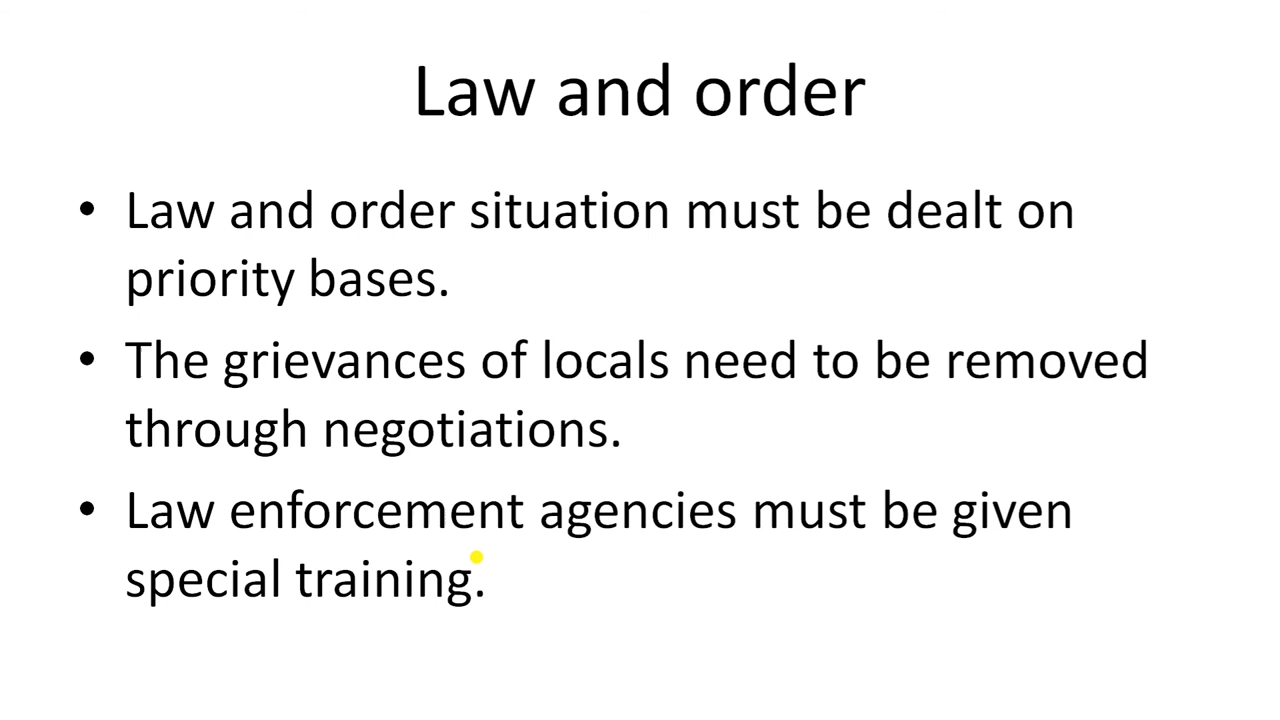 Law and order
• Law and order situation must be dealt on
priority bases.
• The grievances of locals need to be removed
through negotiations.
• Law enforcement agencies must be given
special training.